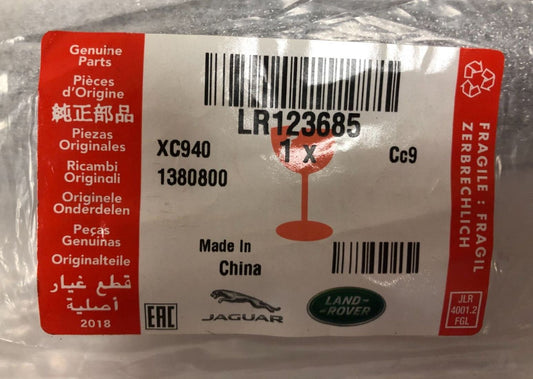 Genuine
Parts
Pièces
d'Origine
純正部品
Piezas
Originales
Ricambi
Originali
Originele
Onderdelen
Peças
Genuinas
Originalteile
قطع غيار
أصلية
2018
LR123685
XC940
1 x
Cc9
1380800
Made In
China
EAC
JAGUAR
LAND-
-ROVER
FRAGILE : FRAGIL
ZERBRECHLICH
JLR
4001.2
FGL